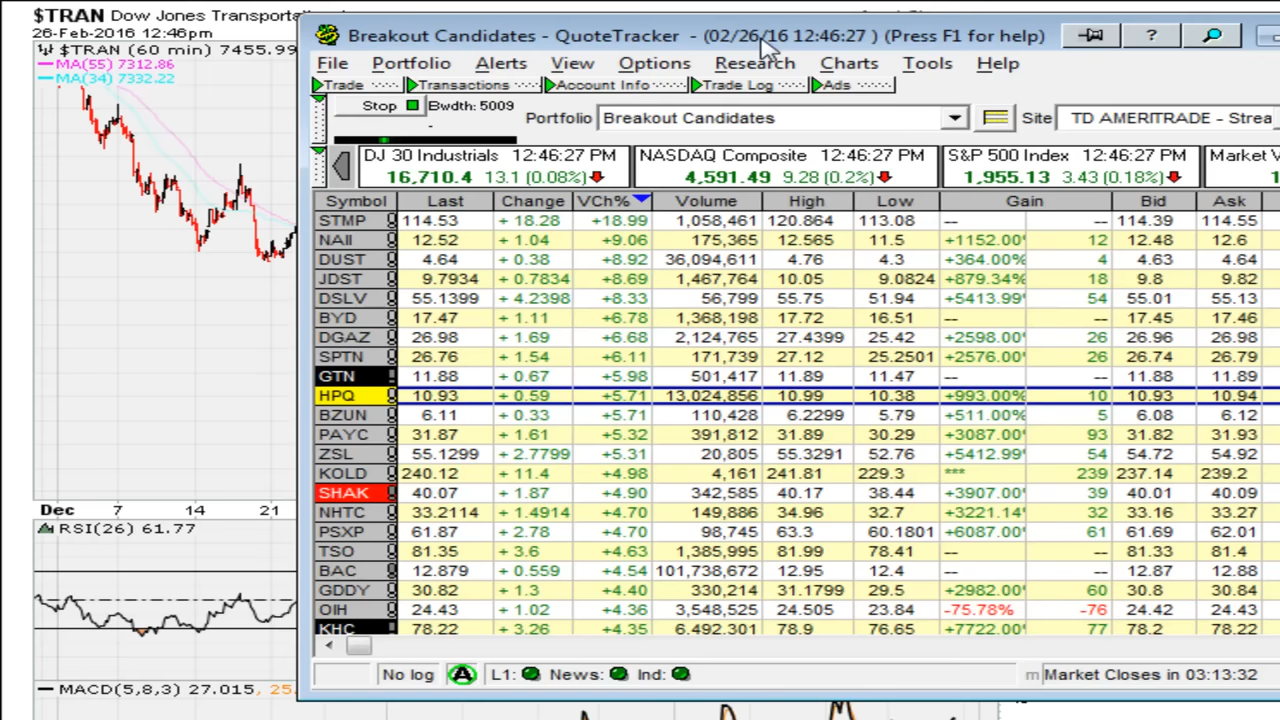 $TRAN Dow Jones Transportati
26-Feb-2016 12:46pm
$TRAN (60 min) 7455.99
MA(55) 7312.86
MA(34) 7332.22
Dec 7 14 21
RSI(26) 61.77
MACD(5,8,3) 27.015, 25.
Breakout Candidates - QuoteTracker - (02/26/16 12:46:27 ) (Press F1 for help)
File Portfolio Alerts View Options Research Charts Tools Help
Trade Transactions Account Info Trade Log Ads
Stop Bwdth: 5009
Portfolio Breakout Candidates Site TD AMERITRADE - Strea
DJ 30 Industrials 12:46:27 PM NASDAQ Composite 12:46:27 PM S&P 500 Index 12:46:27 PM Market V
16,710.4 13.1 (0.08%) 4,591.49 9.28 (0.2%) 1,955.13 3.43 (0.18%)
Symbol Last Change VCh% Volume High Low Gain Bid Ask
STMP 114.53 + 18.28 +18.99 1,058,461 120.864 113.08 -- -- 114.39 114.55
NAII 12.52 + 1.04 +9.06 175,365 12.565 11.5 +1152.00% 12 12.48 12.6
DUST 4.64 + 0.38 +8.92 36,094,611 4.76 4.3 +364.00% 4 4.63 4.64
JDST 9.7934 + 0.7834 +8.69 1,467,764 10.05 9.0824 +879.34% 18 9.8 9.82
DSLV 55.1399 + 4.2398 +8.33 56,799 55.75 51.94 +5413.99% 54 55.01 55.13
BYD 17.47 + 1.11 +6.78 1,368,198 17.72 16.51 -- -- 17.45 17.46
DGAZ 26.98 + 1.69 +6.68 2,124,765 27.4399 25.42 +2598.00% 26 26.96 26.98
SPTN 26.76 + 1.54 +6.11 171,739 27.12 25.2501 +2576.00% 26 26.74 26.79
GTN 11.88 + 0.67 +5.98 501,417 11.89 11.47 -- -- 11.88 11.89
HPQ 10.93 + 0.59 +5.71 13,024,856 10.99 10.38 +993.00% 10 10.93 10.94
BZUN 6.11 + 0.33 +5.71 110,428 6.2299 5.79 +511.00% 5 6.08 6.12
PAYC 31.87 + 1.61 +5.32 391,812 31.89 30.29 +3087.00% 93 31.82 31.93
ZSL 55.1299 + 2.7799 +5.31 20,805 55.3291 52.76 +5412.99% 54 54.72 54.92
KOLD 240.12 + 11.4 +4.98 4,161 241.81 229.3 *** 239 237.14 239.2
SHAK 40.07 + 1.87 +4.90 342,585 40.17 38.44 +3907.00% 39 40.01 40.09
NHTC 33.2114 + 1.4914 +4.70 149,886 34.96 32.7 +3221.14% 32 33.16 33.27
PSXP 61.87 + 2.78 +4.70 98,745 63.3 60.1801 +6087.00% 61 61.69 62.01
TSO 81.35 + 3.6 +4.63 1,385,995 81.99 78.41 -- -- 81.33 81.4
BAC 12.879 + 0.559 +4.54 101,738,672 12.95 12.4 -- -- 12.87 12.88
GDDY 30.82 + 1.3 +4.40 330,214 31.1799 29.5 +2982.00% 60 30.8 30.84
OIH 24.43 + 1.02 +4.36 3,548,525 24.505 23.84 -75.78% -76 24.42 24.43
KHC 78.22 + 3.26 +4.35 6,492,301 78.9 76.65 +7722.00% 77 78.2 78.22
No log A L1: News: Ind: Market Closes in 03:13:32